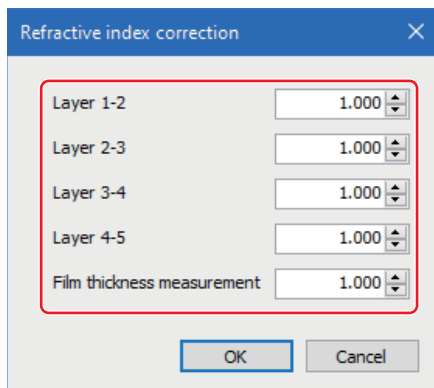 Refractive index correction
Layer 1-2 1.000
Layer 2-3 1.000
Layer 3-4 1.000
Layer 4-5 1.000
Film thickness measurement 1.000
OK Cancel